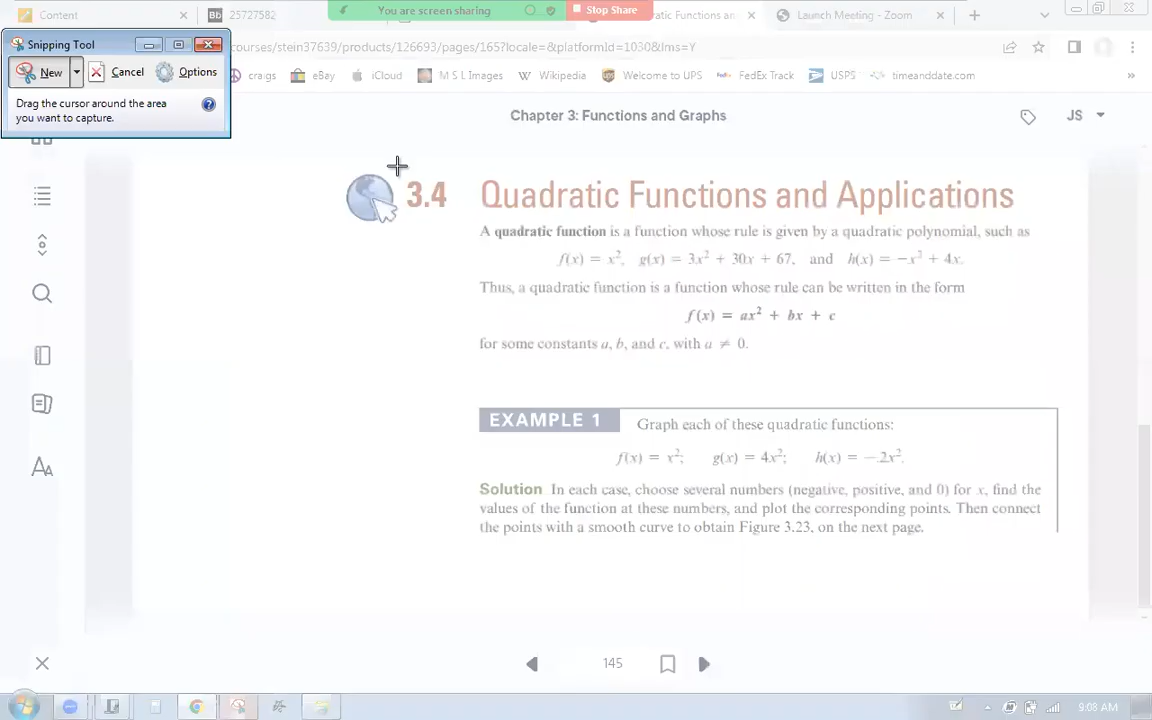 Content
Bb 25727582
You are screen sharing
Stop Share
ratic Functions an
Launch Meeting - Zoom
Snipping Tool
courses/stein37639/products/126693/pages/165?locale=&platformId=1030&lms=Y
New
Cancel
Options
craigs
eBay
iCloud
M S L Images
W Wikipedia
Welcome to UPS
FedEx Track
USPS
timeanddate.com
»
Drag the cursor around the area
you want to capture.
Chapter 3: Functions and Graphs
JS
3.4 Quadratic Functions and Applications
A quadratic function is a function whose rule is given by a quadratic polynomial, such as
f(x) = x², g(x) = 3x² + 30x + 67, and h(x) = −x² + 4x.
Thus, a quadratic function is a function whose rule can be written in the form
f(x) = ax² + bx + c
for some constants a, b, and c, with a ≠ 0.
EXAMPLE 1 Graph each of these quadratic functions:
f(x) = x²; g(x) = 4x²; h(x) = −.2x².
Solution In each case, choose several numbers (negative, positive, and 0) for x, find the
values of the function at these numbers, and plot the corresponding points. Then connect
the points with a smooth curve to obtain Figure 3.23, on the next page.
145
9:08 AM